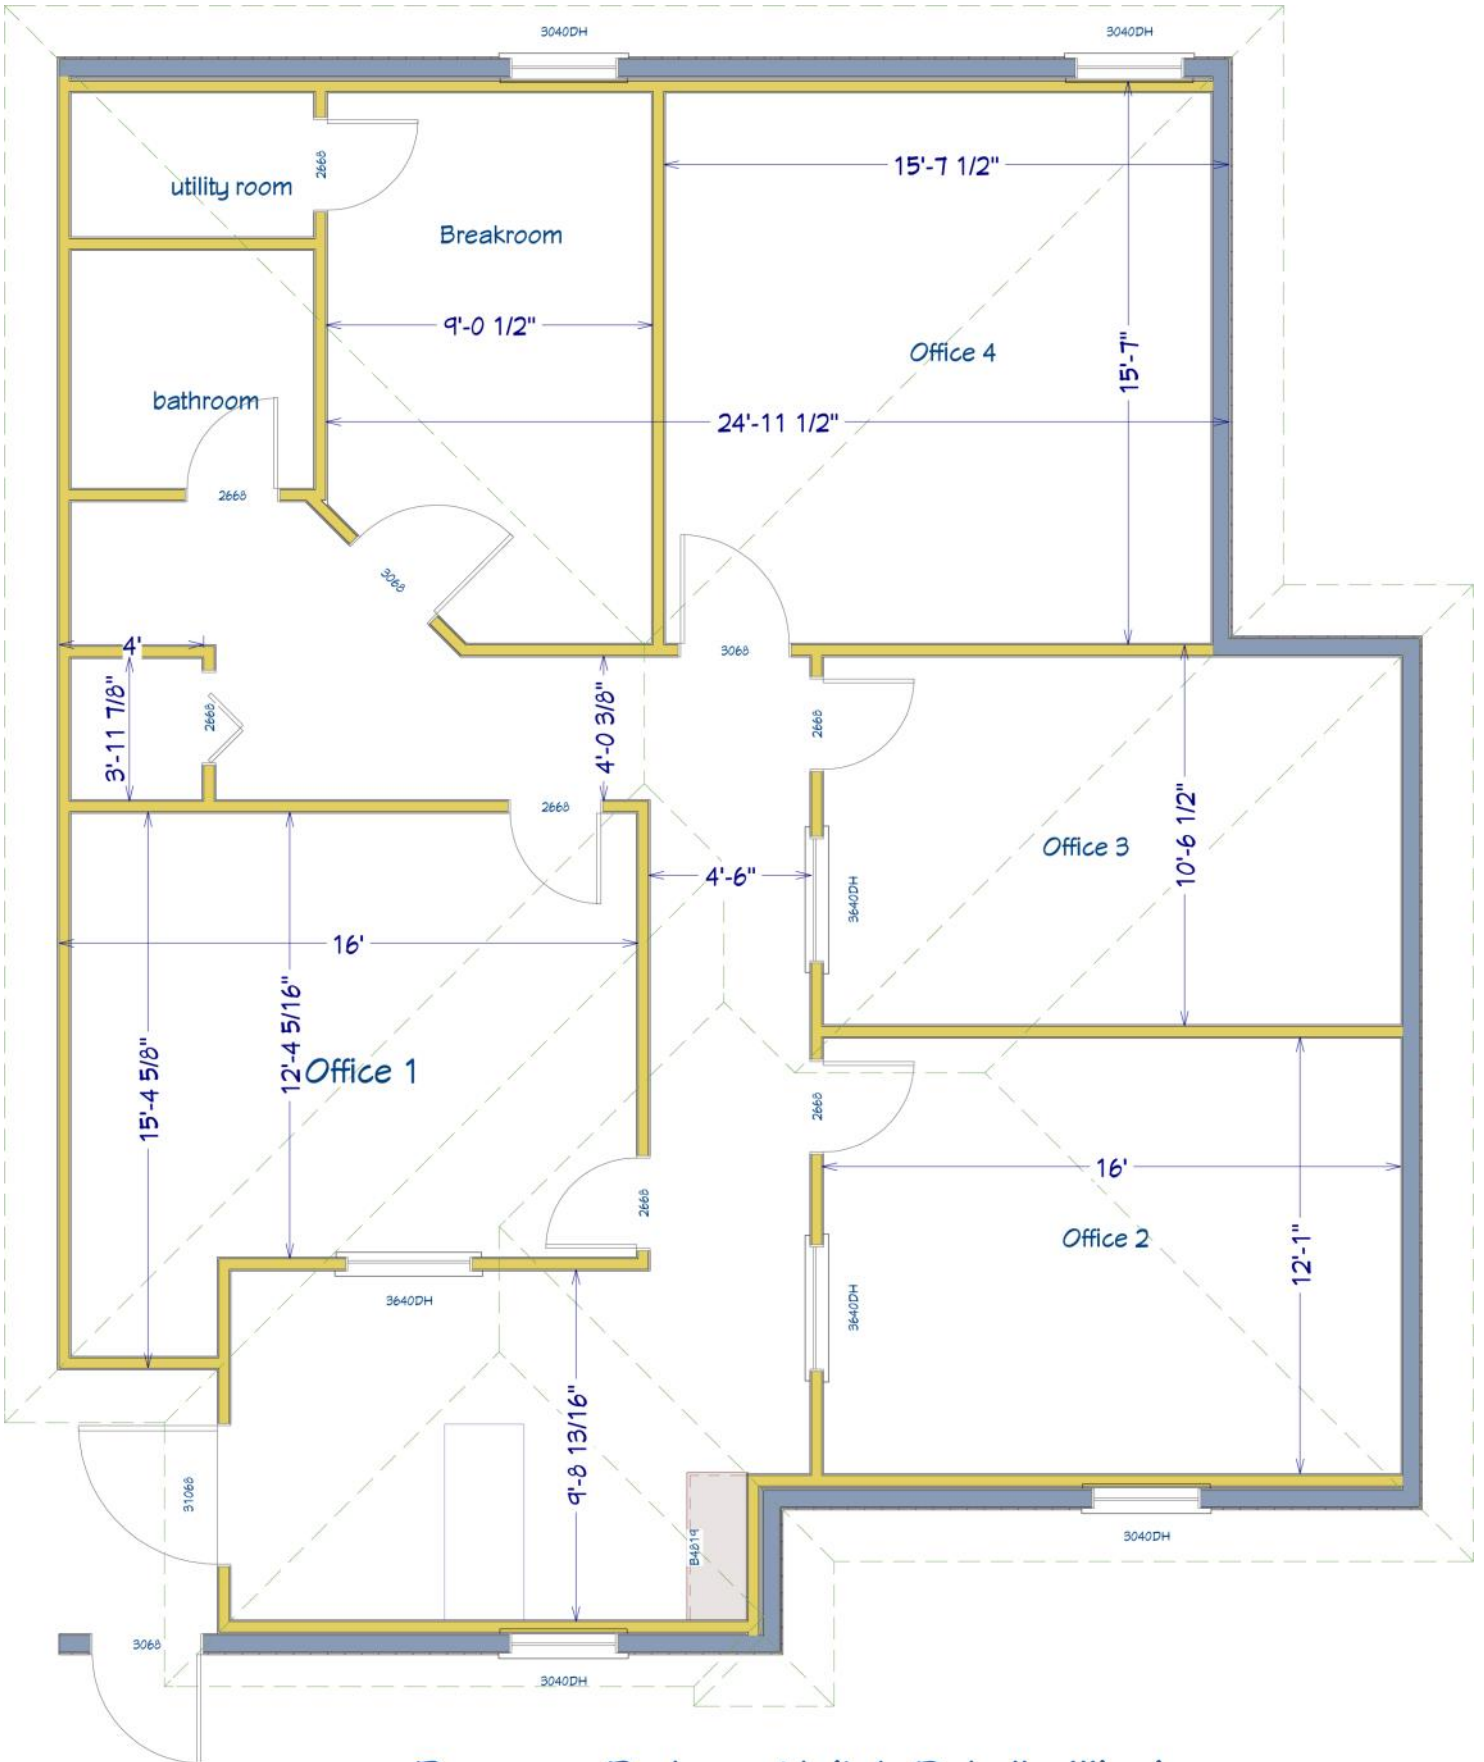 3040DH
3040DH
2668
15'-7 1/2"
utility room
Breakroom
9'-0 1/2"
Office 4
15'-7"
bathroom
24'-11 1/2"
2668
3068
4'
3068
3'-11 7/8"
2668
4'-0 3/8"
2668
2668
10'-6 1/2"
Office 3
4'-6"
3640DH
16'
12'-4 5/16"
15'-4 5/8"
Office 1
2668
16'
2668
Office 2
12'-1"
3640DH
3640DH
9'-8 13/16"
31068
B4819
3040DH
3068
3040DH